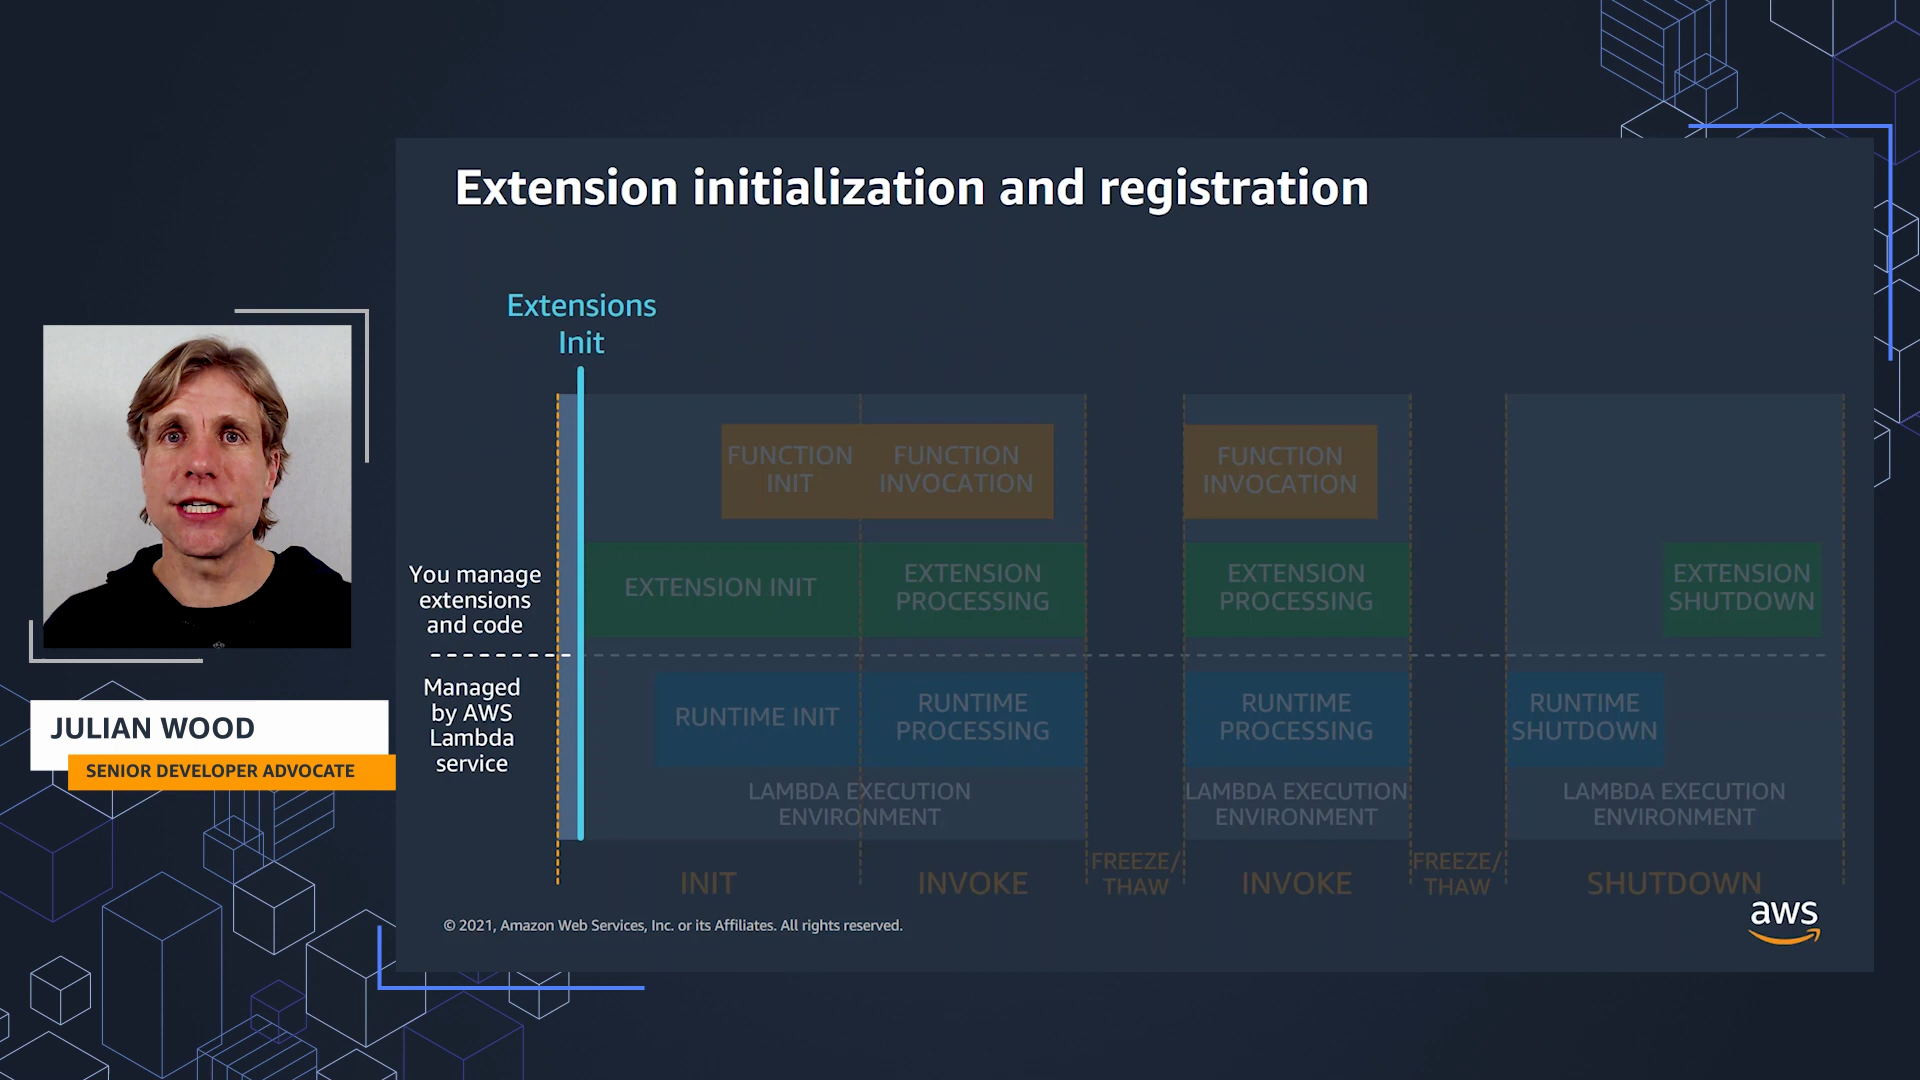 Extension initialization and registration
Extensions
Init
FUNCTION
INIT
FUNCTION
INVOCATION
FUNCTION
INVOCATION
You manage
extensions
and code
EXTENSION INIT
EXTENSION
PROCESSING
EXTENSION
PROCESSING
EXTENSION
SHUTDOWN
Managed
by AWS
Lambda
service
RUNTIME INIT
RUNTIME
PROCESSING
RUNTIME
PROCESSING
RUNTIME
SHUTDOWN
LAMBDA EXECUTION
ENVIRONMENT
LAMBDA EXECUTION
ENVIRONMENT
LAMBDA EXECUTION
ENVIRONMENT
INIT
INVOKE
FREEZE/
THAW
INVOKE
FREEZE/
THAW
SHUTDOWN
© 2021, Amazon Web Services, Inc. or its Affiliates. All rights reserved.
aws
JULIAN WOOD
SENIOR DEVELOPER ADVOCATE